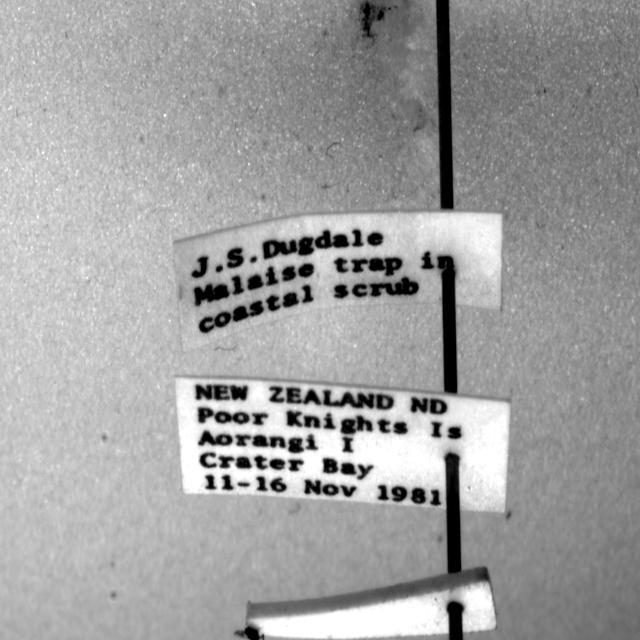 J.S.Dugdale
Malaise trap in
coastal scrub
NEW ZEALAND ND
Poor Knights Is
Aorangi I
Crater Bay
11-16 Nov 1981